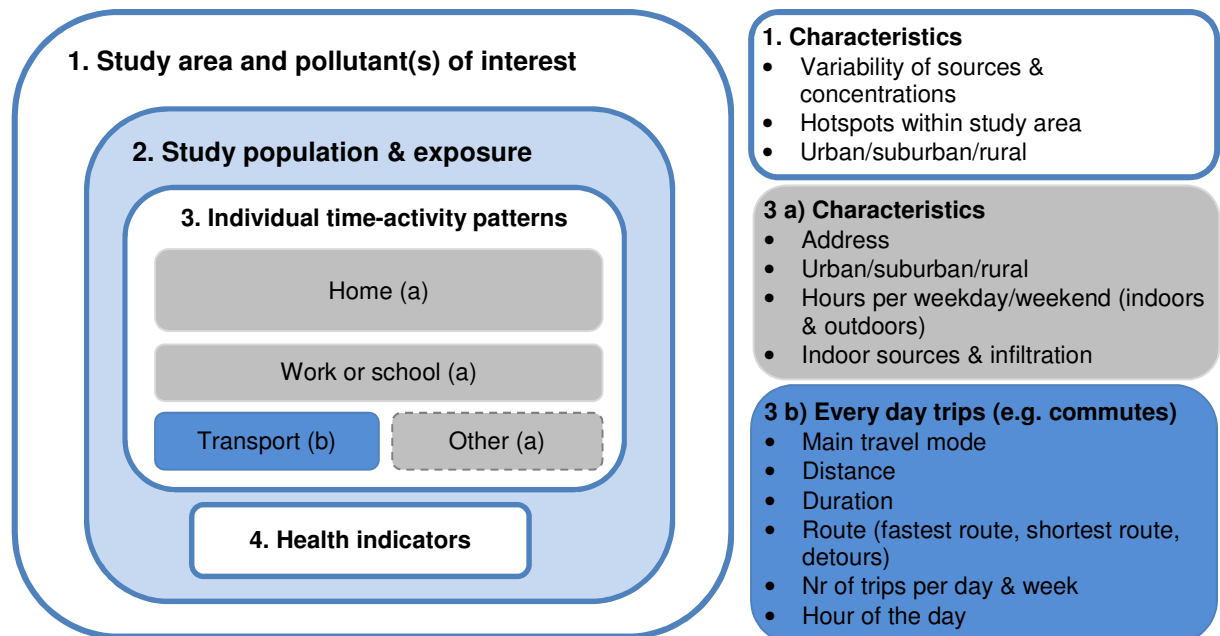 1. Study area and pollutant(s) of interest
2. Study population & exposure
3. Individual time-activity patterns
Home (a)
Work or school (a)
Transport (b)
Other (a)
4. Health indicators
1. Characteristics
• Variability of sources &
concentrations
• Hotspots within study area
• Urban/suburban/rural
3 a) Characteristics
• Address
• Urban/suburban/rural
• Hours per weekday/weekend (indoors
& outdoors)
• Indoor sources & infiltration
3 b) Every day trips (e.g. commutes)
• Main travel mode
• Distance
• Duration
• Route (fastest route, shortest route,
detours)
• Nr of trips per day & week
• Hour of the day